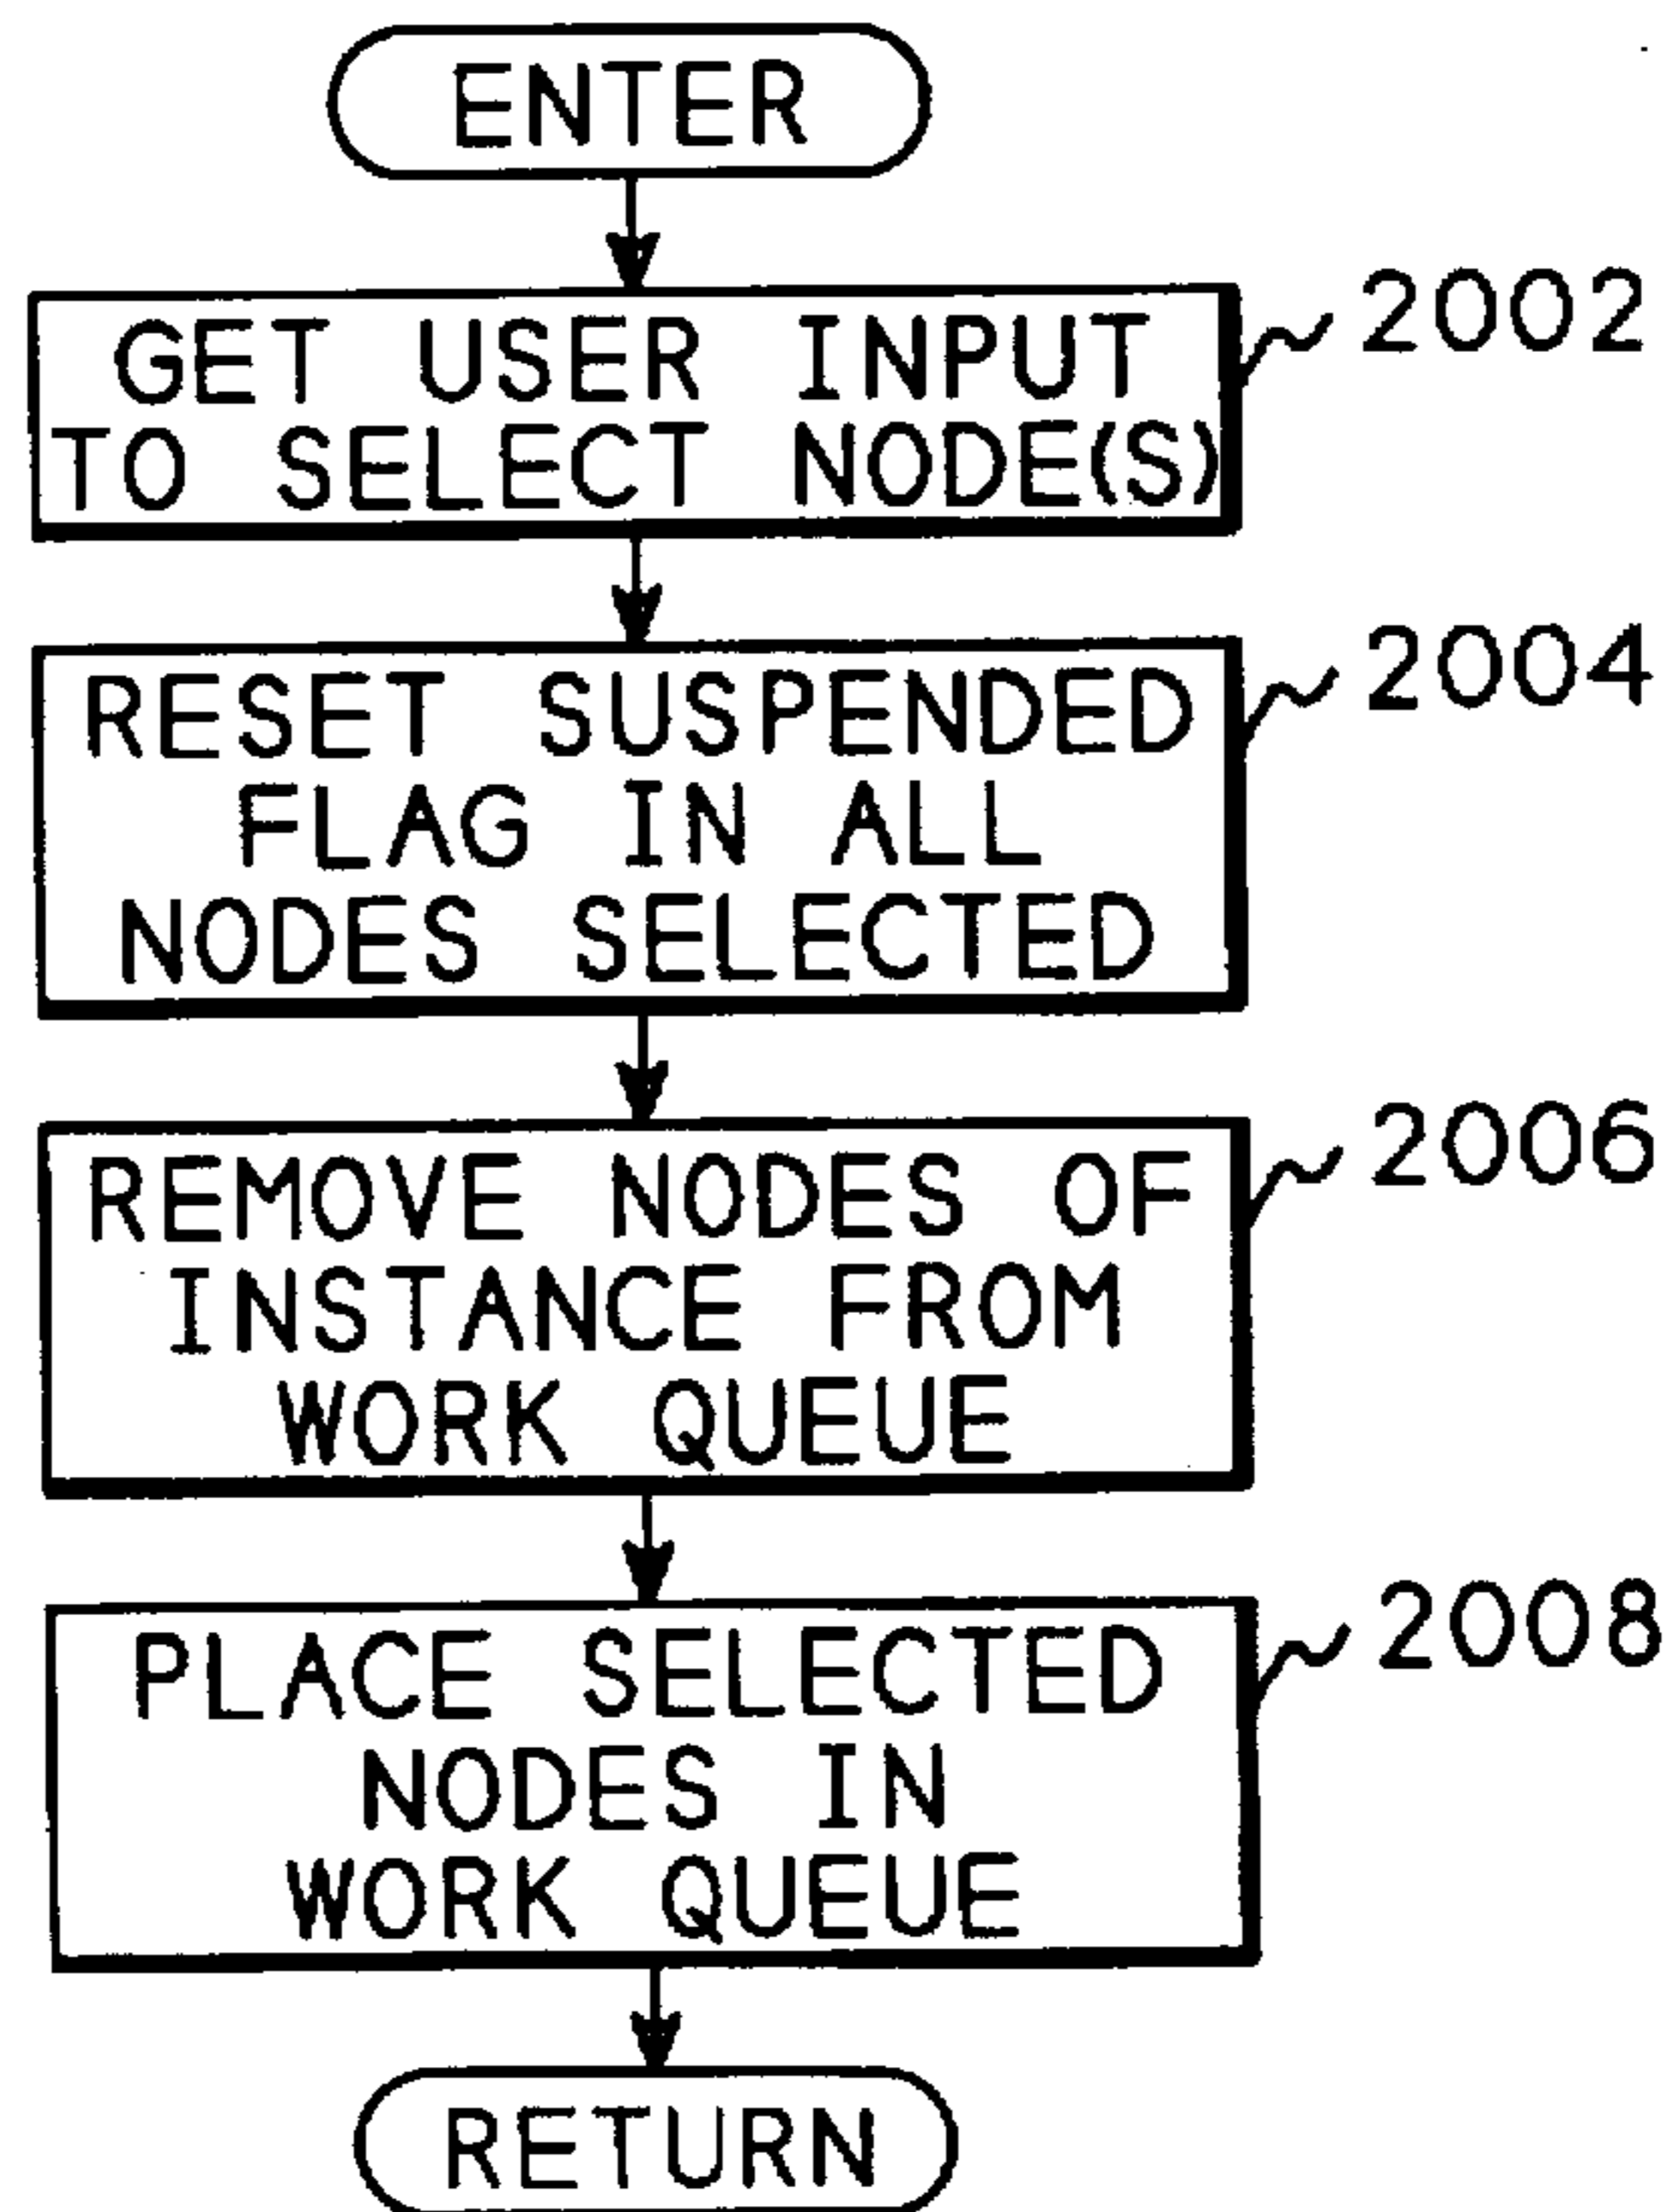 ENTER
GET USER INPUT
TO SELECT NODE(S)
2002
RESET SUSPENDED
FLAG IN ALL
NODES SELECTED
2004
REMOVE NODES OF
INSTANCE FROM
WORK QUEUE
2006
PLACE SELECTED
NODES IN
WORK QUEUE
2008
RETURN